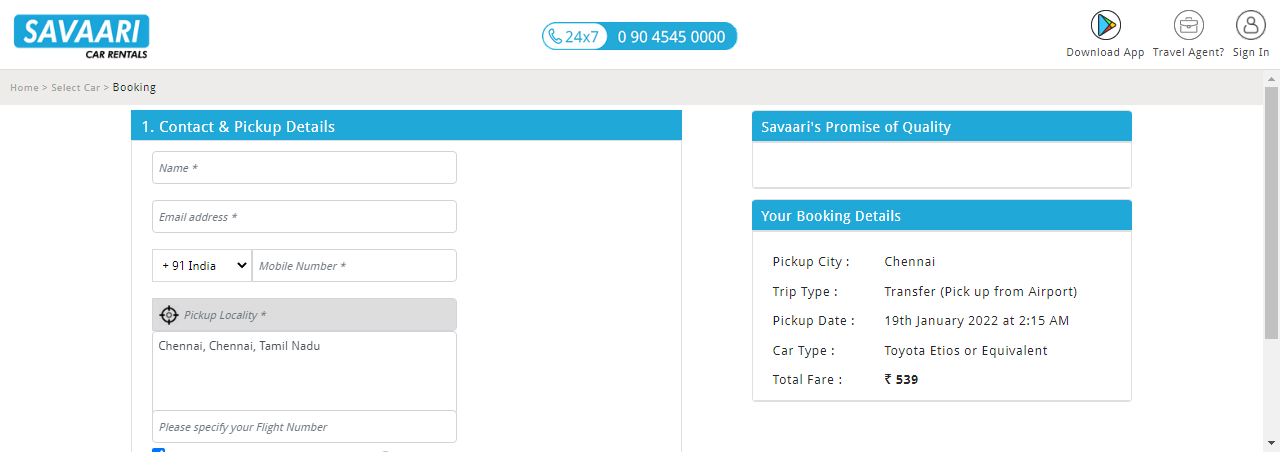 SAVAARI
CAR RENTALS
24x7 0 90 4545 0000
Download App Travel Agent? Sign In
Home > Select Car > Booking
1. Contact & Pickup Details
Name *
Email address *
+ 91 India Mobile Number *
Pickup Locality *
Chennai, Chennai, Tamil Nadu
Please specify your Flight Number
Savaari's Promise of Quality
Your Booking Details
Pickup City : Chennai
Trip Type : Transfer (Pick up from Airport)
Pickup Date : 19th January 2022 at 2:15 AM
Car Type : Toyota Etios or Equivalent
Total Fare : ₹ 539